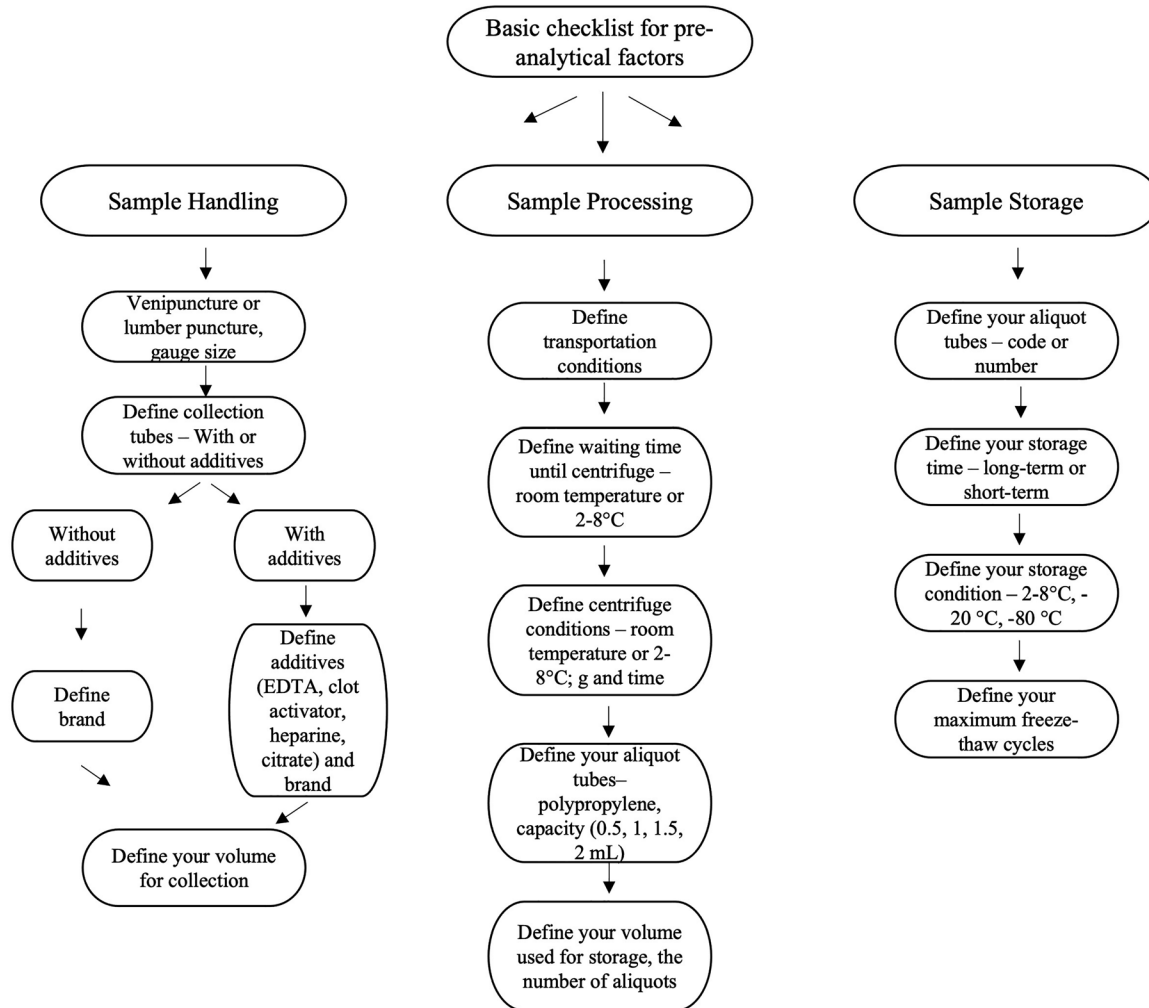 Basic checklist for pre-
analytical factors
Sample Handling
Venipuncture or
lumber puncture,
gauge size
Define collection
tubes – With or
without additives
Without
additives
With
additives
Define
brand
Define
additives
(EDTA, clot
activator,
heparine,
citrate) and
brand
Define your volume
for collection
Sample Processing
Define
transportation
conditions
Define waiting time
until centrifuge –
room temperature or
2-8°C
Define centrifuge
conditions – room
temperature or 2-
8°C; g and time
Define your aliquot
tubes–
polypropylene,
capacity (0.5, 1, 1.5,
2 mL)
Define your volume
used for storage, the
number of aliquots
Sample Storage
Define your aliquot
tubes – code or
number
Define your storage
time – long-term or
short-term
Define your storage
condition – 2-8°C, -
20 °C, -80 °C
Define your
maximum freeze-
thaw cycles